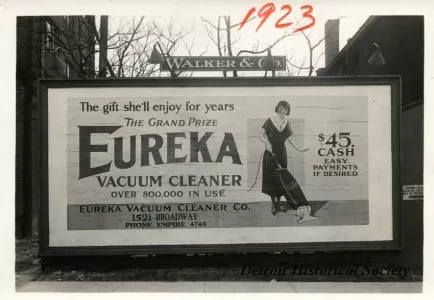 1923
WALKER & CO.
The gift she'll enjoy for years
THE GRAND PRIZE
EUREKA
VACUUM CLEANER
OVER 800,000 IN USE
EUREKA VACUUM CLEANER CO.
1521 BROADWAY
PHONE EMPIRE 4745
$45.
CASH
EASY
PAYMENTS
IF DESIRED
Detroit Historical Society